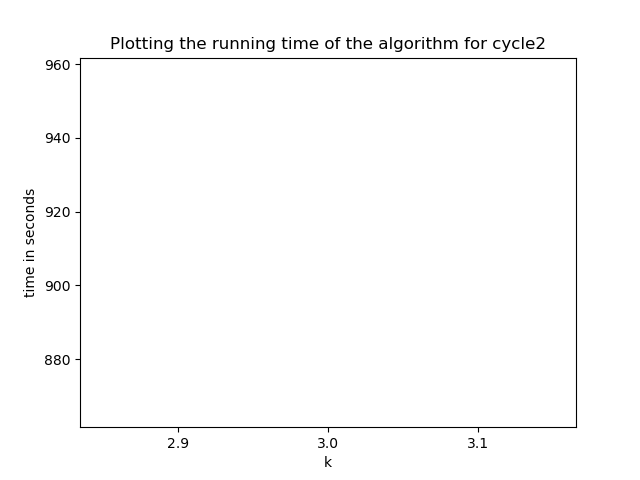 Plotting the running time of the algorithm for cycle2
960
940
920
900
880
time in seconds
2.9 3.0 3.1
k